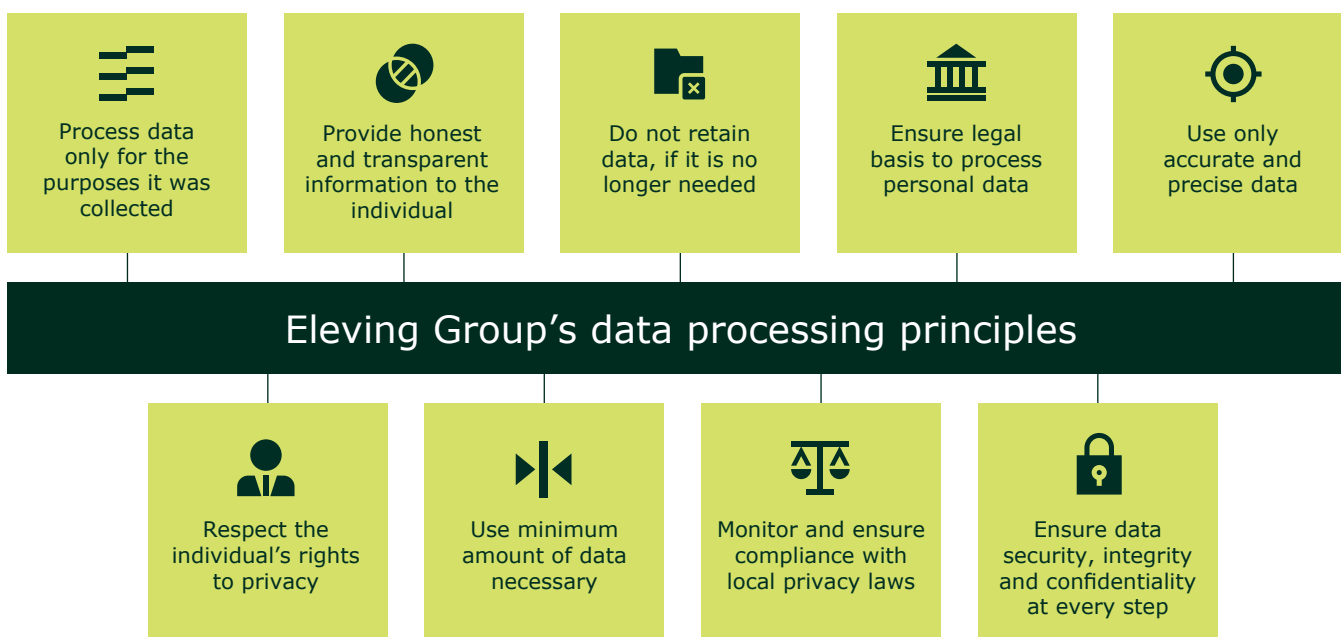 Process data
only for the
purposes it was
collected
Provide honest
and transparent
information to the
individual
Do not retain
data, if it is no
longer needed
Ensure legal
basis to process
personal data
Use only
accurate and
precise data
Eleving Group’s data processing principles
Respect the
individual’s rights
to privacy
Use minimum
amount of data
necessary
Monitor and ensure
compliance with
local privacy laws
Ensure data
security, integrity
and confidentiality
at every step